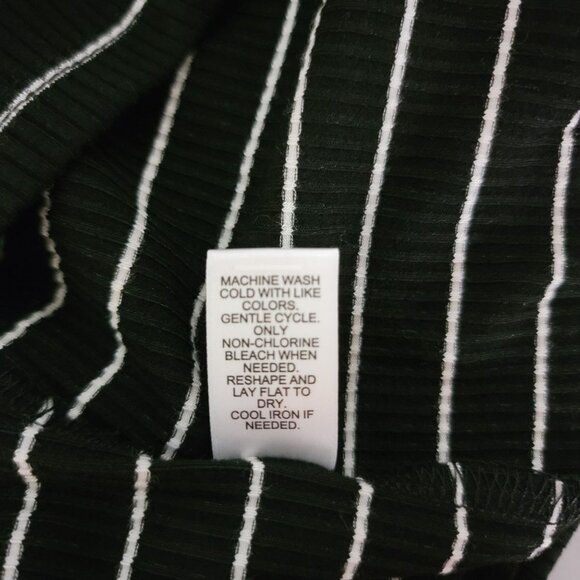 MACHINE WASH
COLD WITH LIKE
COLORS.
GENTLE CYCLE.
ONLY
NON-CHLORINE
BLEACH WHEN
NEEDED.
RESHAPE AND
LAY FLAT TO
DRY.
COOL IRON IF
NEEDED.